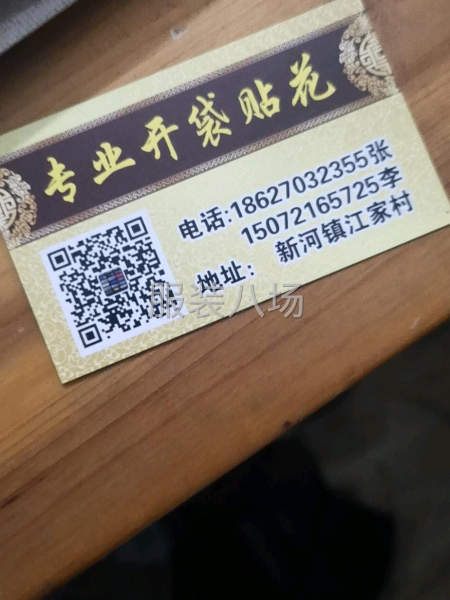 专业开袋贴花
电话:18627032355张
15072165725李
地址: 新河镇江家村
服装八场